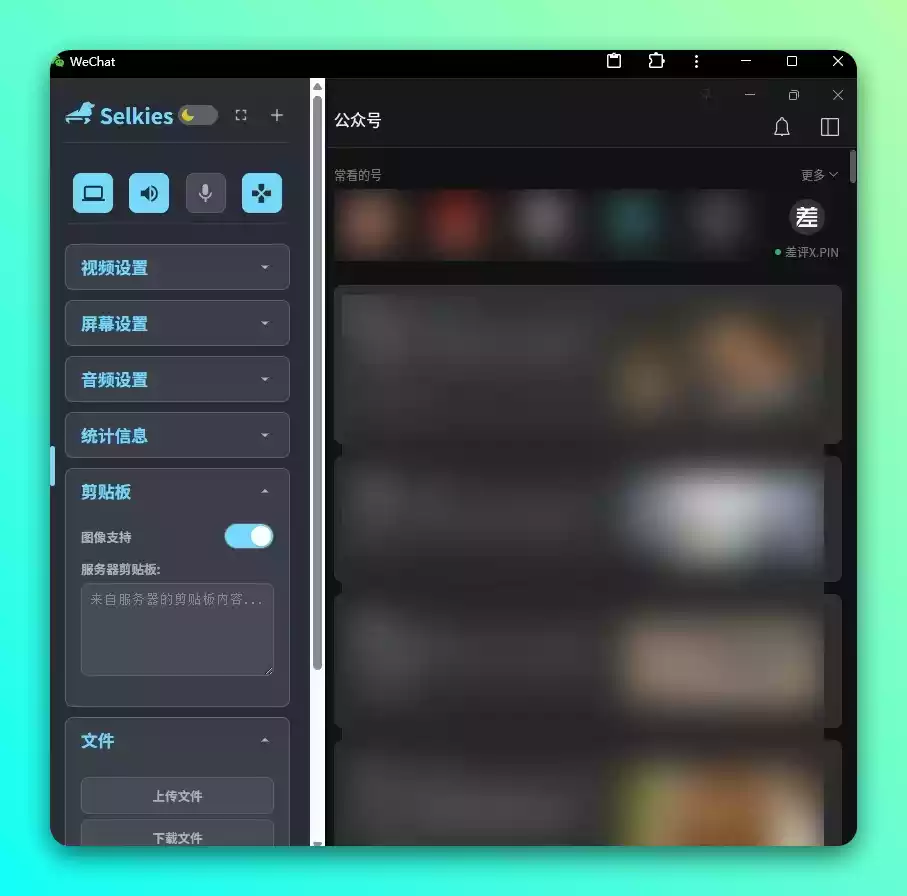 WeChat
Selkies
公众号
常看的号
更多
差
差评X.PIN
视频设置
屏幕设置
音频设置
统计信息
剪贴板
图像支持
服务器剪贴板:
来自服务器的剪贴板内容...
文件
上传文件
下载文件